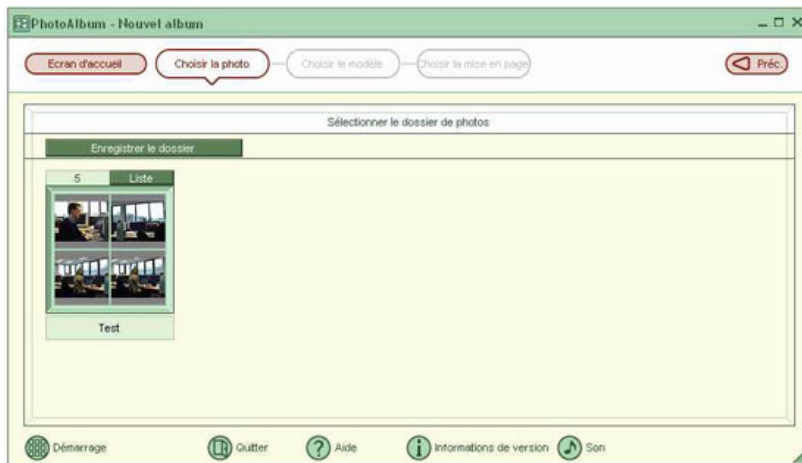 PhotoAlbum - Nouvel album
Ecran d'accueil
Choisir la photo
Choisir le modèle
Choisir la mise en page
Préc.
Sélectionner le dossier de photos
Enregistrer le dossier
5
Liste
Test
Démarrage
Quitter
Aide
Informations de version
Son